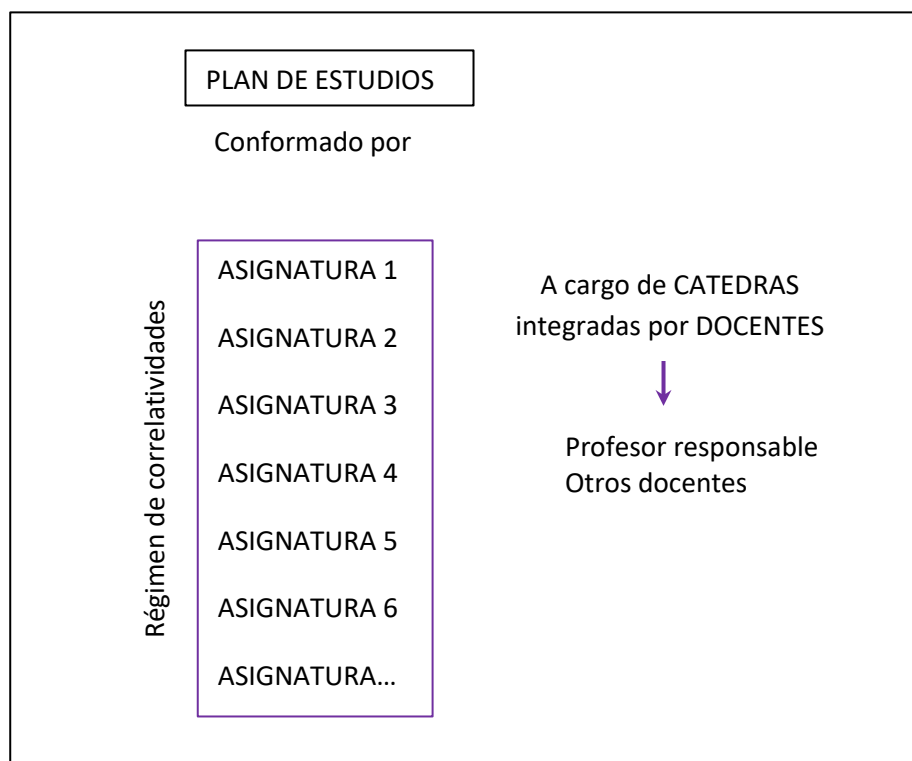 PLAN DE ESTUDIOS
Conformado por
Régimen de correlatividades
ASIGNATURA 1
ASIGNATURA 2
ASIGNATURA 3
ASIGNATURA 4
ASIGNATURA 5
ASIGNATURA 6
ASIGNATURA...
A cargo de CATEDRAS
integradas por DOCENTES
Profesor responsable
Otros docentes